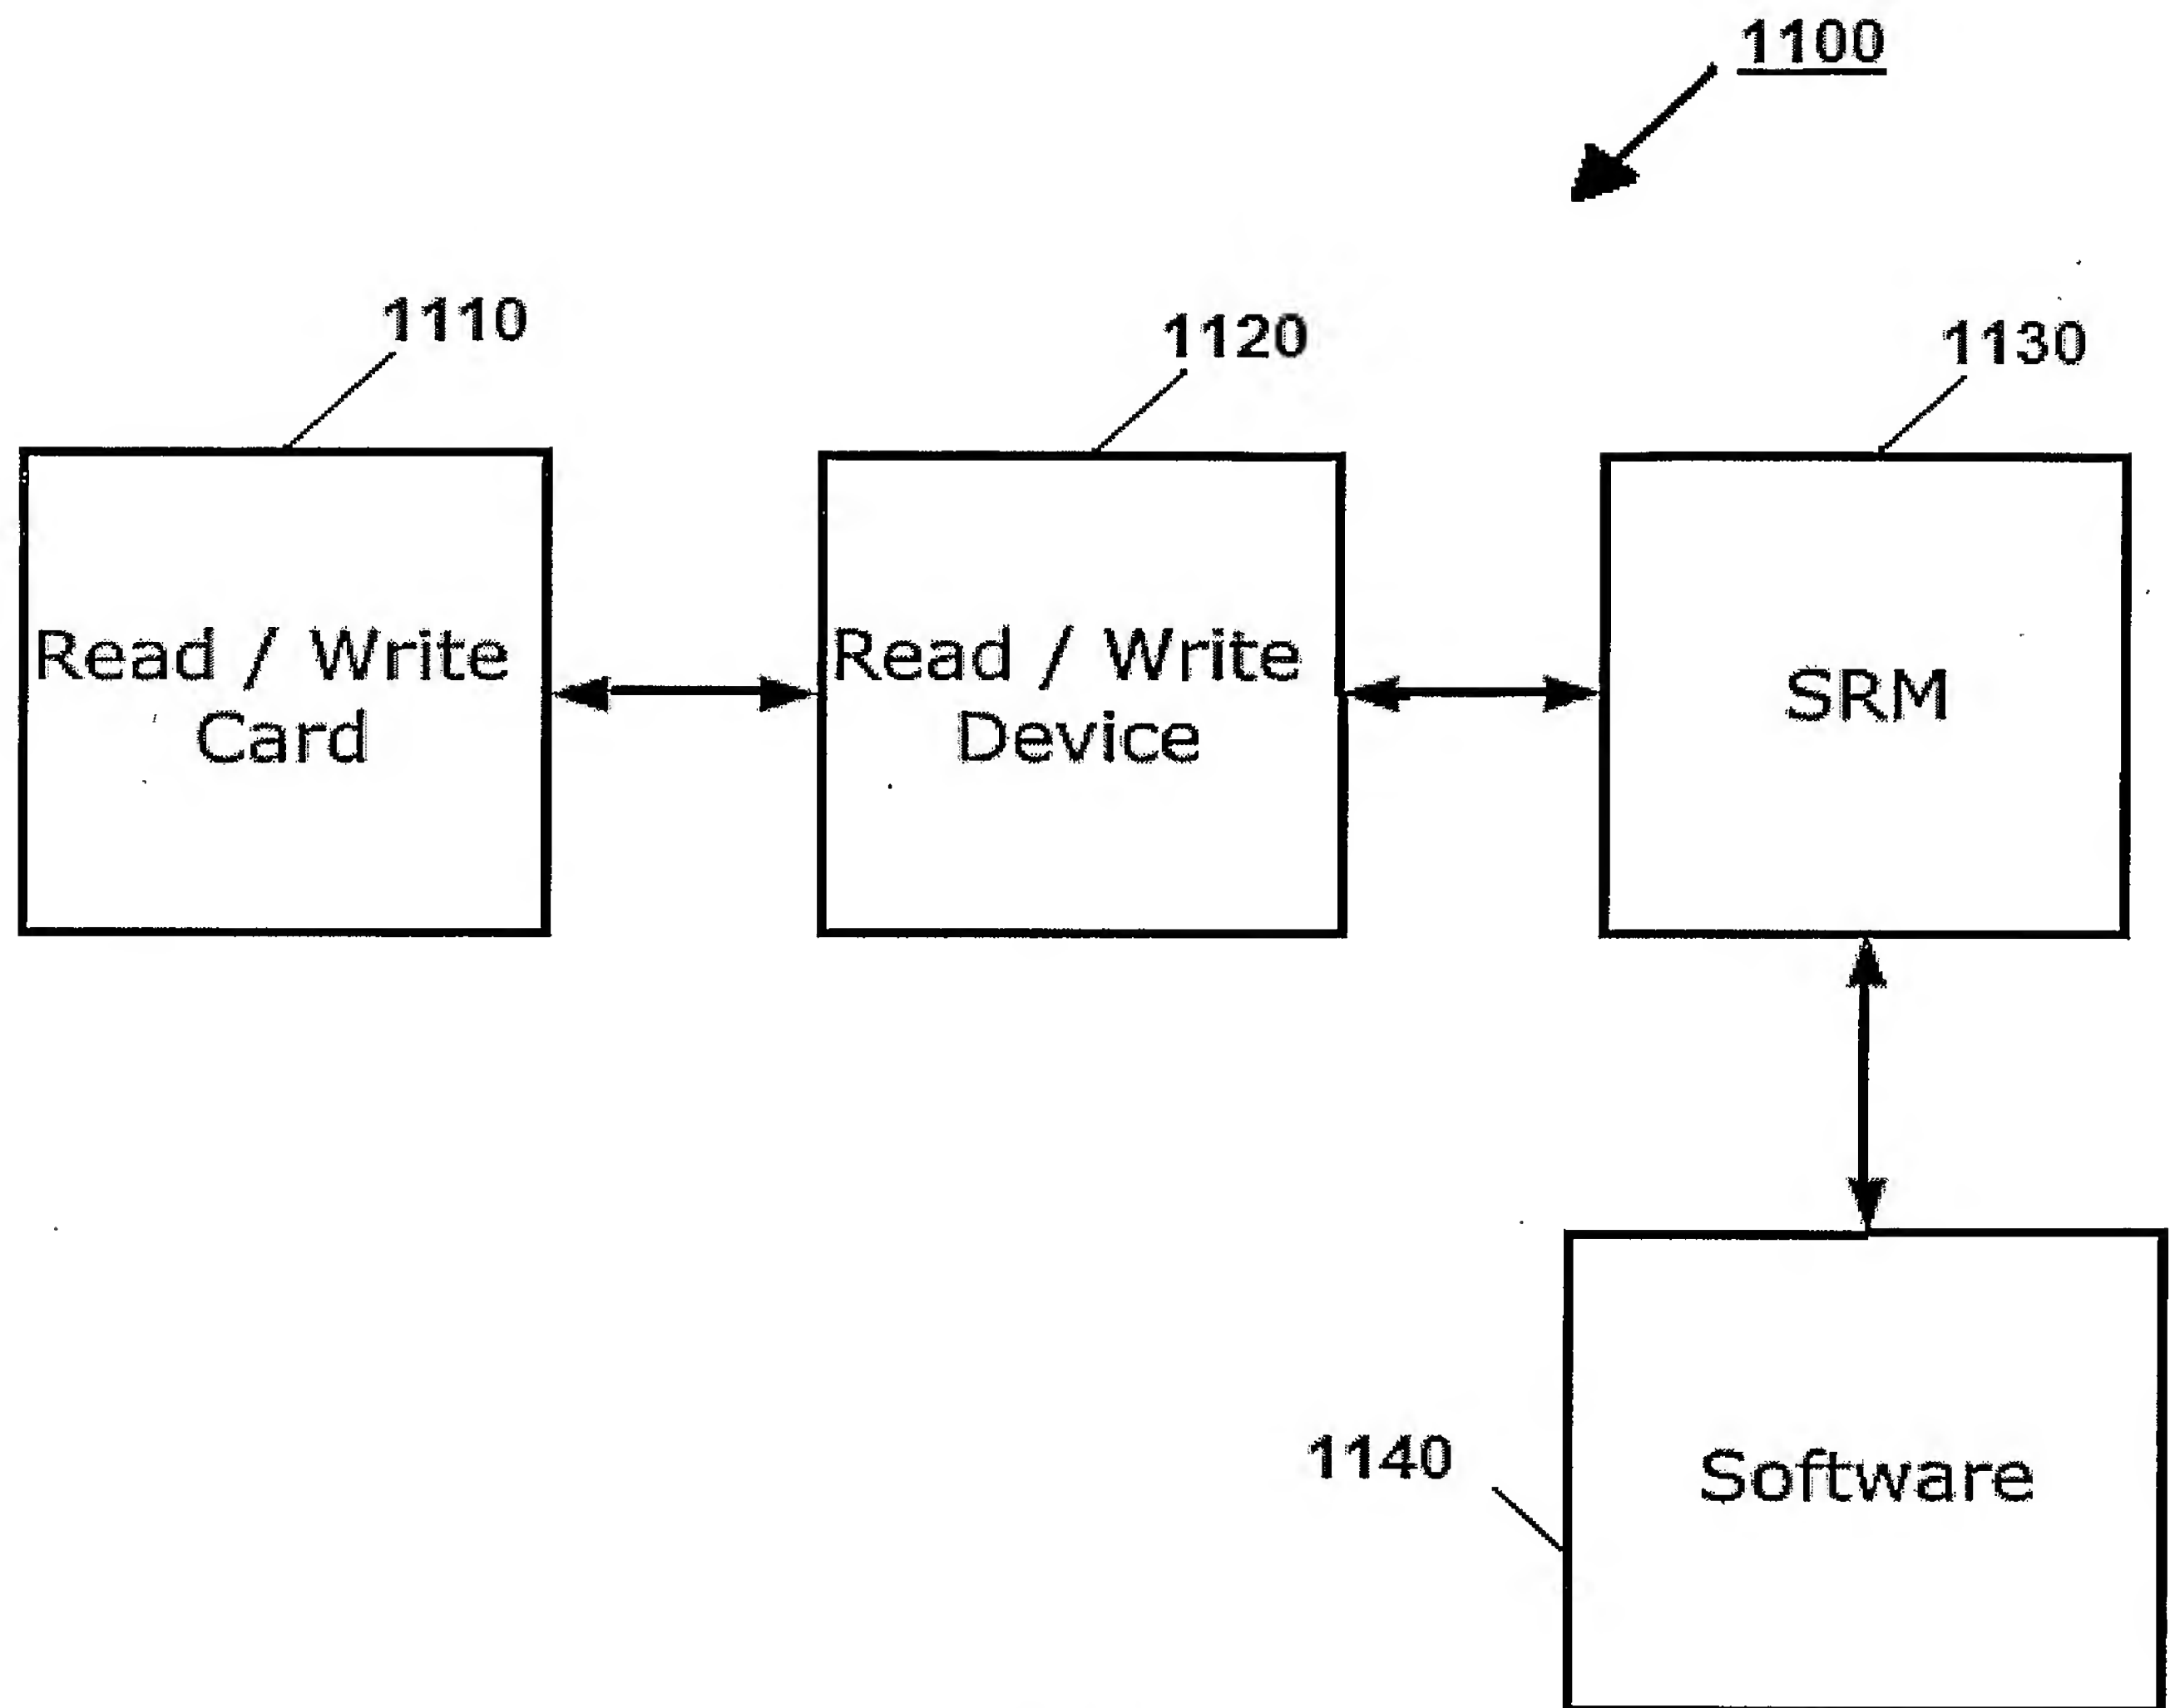 1100
1110
1120
1130
Read / Write
Card
Read / Write
Device
SRM
1140
Software